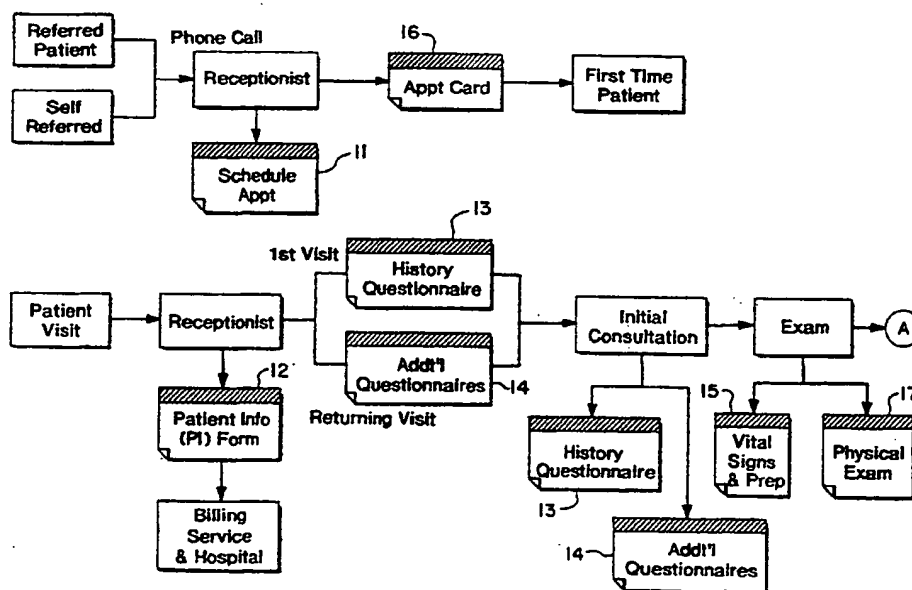 Referred
Patient
Phone Call
Receptionist
16
Appt Card
First Time
Patient
Self
Referred
Schedule
Appt
11
13
1st Visit
History
Questionnaire
Patient
Visit
Receptionist
Initial
Consultation
Exam
A
Addt'l
Questionnaires
14
Returning Visit
12
Patient Info
(PI) Form
Billing
Service
& Hospital
History
Questionnaire
13
14
Addt'l
Questionnaires
15
Vital
Signs
& Prep
17
Physical
Exam